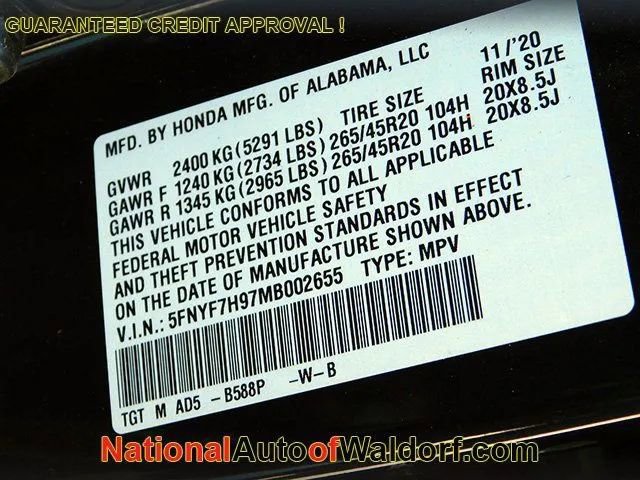 GUARANTEED CREDIT APPROVAL !
MFD. BY HONDA MFG. OF ALABAMA, LLC 11/'20
TIRE SIZE RIM SIZE
GVWR 2400 KG (5291 LBS)
GAWR F 1240 KG (2734 LBS) 265/45R20 104H 20X8.5J
GAWR R 1345 KG (2965 LBS) 265/45R20 104H 20X8.5J
THIS VEHICLE CONFORMS TO ALL APPLICABLE
FEDERAL MOTOR VEHICLE SAFETY
AND THEFT PREVENTION STANDARDS IN EFFECT
ON THE DATE OF MANUFACTURE SHOWN ABOVE.
V.I.N.: 5FNYF7H97MB002655 TYPE: MPV
TGT M AD5 -B588P -W-B
NationalAutoofWaldorf.com